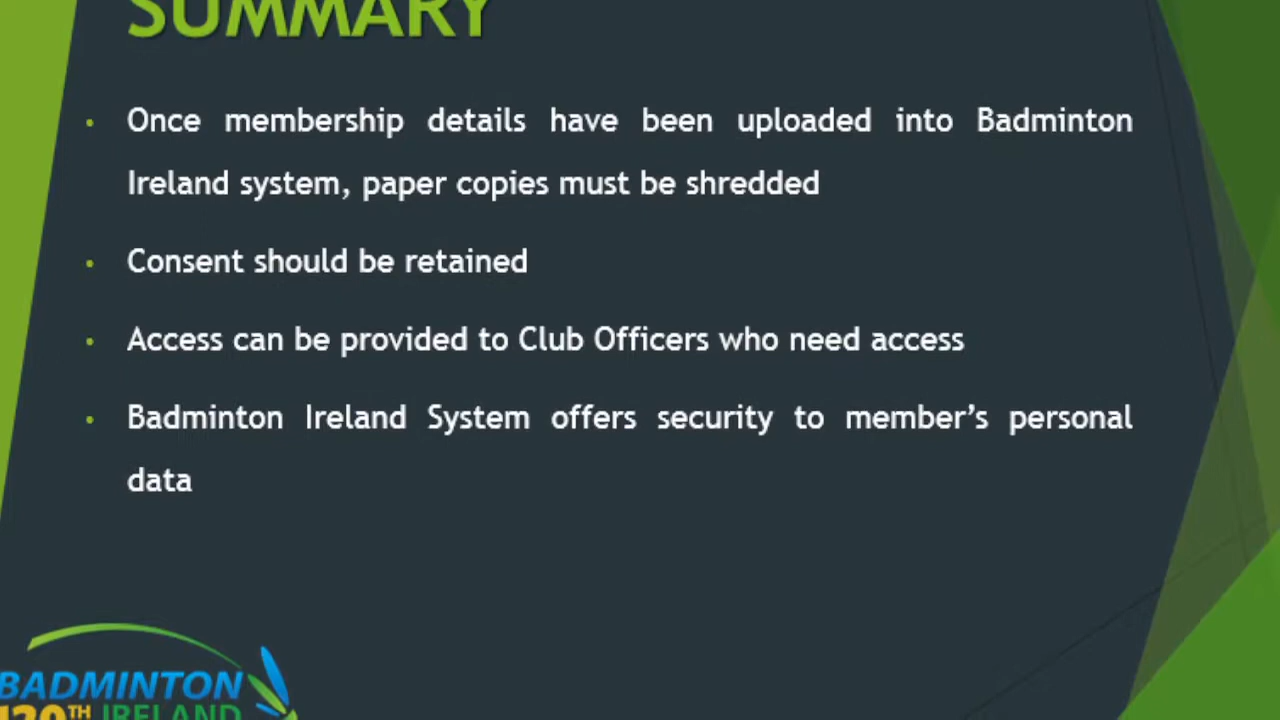 SUMMARY
• Once membership details have been uploaded into Badminton
Ireland system, paper copies must be shredded
• Consent should be retained
• Access can be provided to Club Officers who need access
• Badminton Ireland System offers security to member’s personal
data
BADMINTON
120TH IRELAND